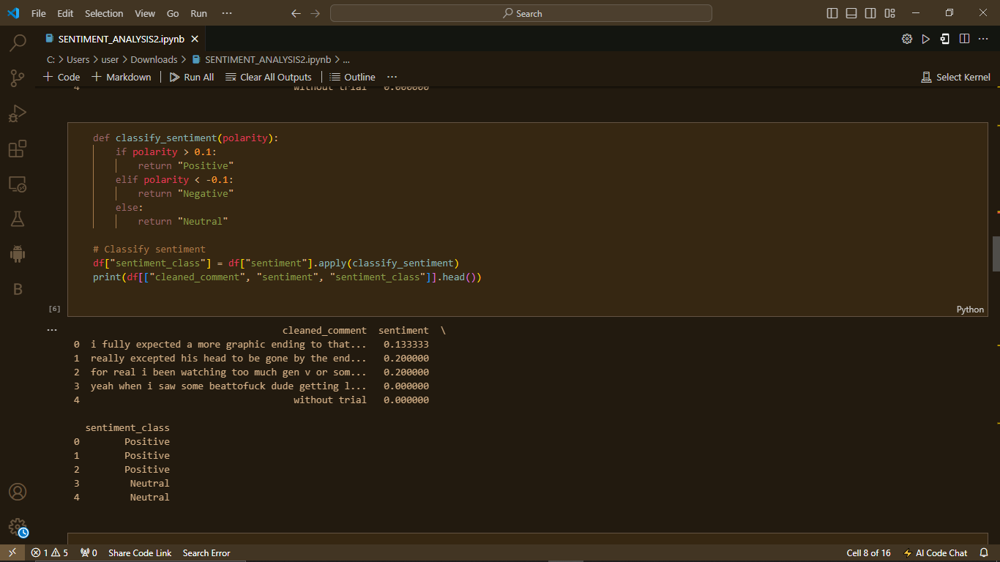 File Edit Selection View Go Run ··· Search
SENTIMENT_ANALYSIS2.ipynb
C: > Users > user > Downloads > SENTIMENT_ANALYSIS2.ipynb > ...
+ Code + Markdown Run All Clear All Outputs Outline ··· Select Kernel
4 without trial 0.000000
def classify_sentiment(polarity):
if polarity > 0.1:
return "Positive"
elif polarity < -0.1:
return "Negative"
else:
return "Neutral"
# Classify sentiment
df["sentiment_class"] = df["sentiment"].apply(classify_sentiment)
print(df[["cleaned_comment", "sentiment", "sentiment_class"]].head())
[6] Python
··· cleaned_comment sentiment \
0 i fully expected a more graphic ending to that... 0.133333
1 really excepted his head to be gone by the end... 0.200000
2 for real i been watching too much gen v or som... 0.200000
3 yeah when i saw some beattofuck dude getting l... 0.000000
4 without trial 0.000000
sentiment_class
0 Positive
1 Positive
2 Positive
3 Neutral
4 Neutral
B
1 5 0 Share Code Link Search Error Cell 8 of 16 AI Code Chat